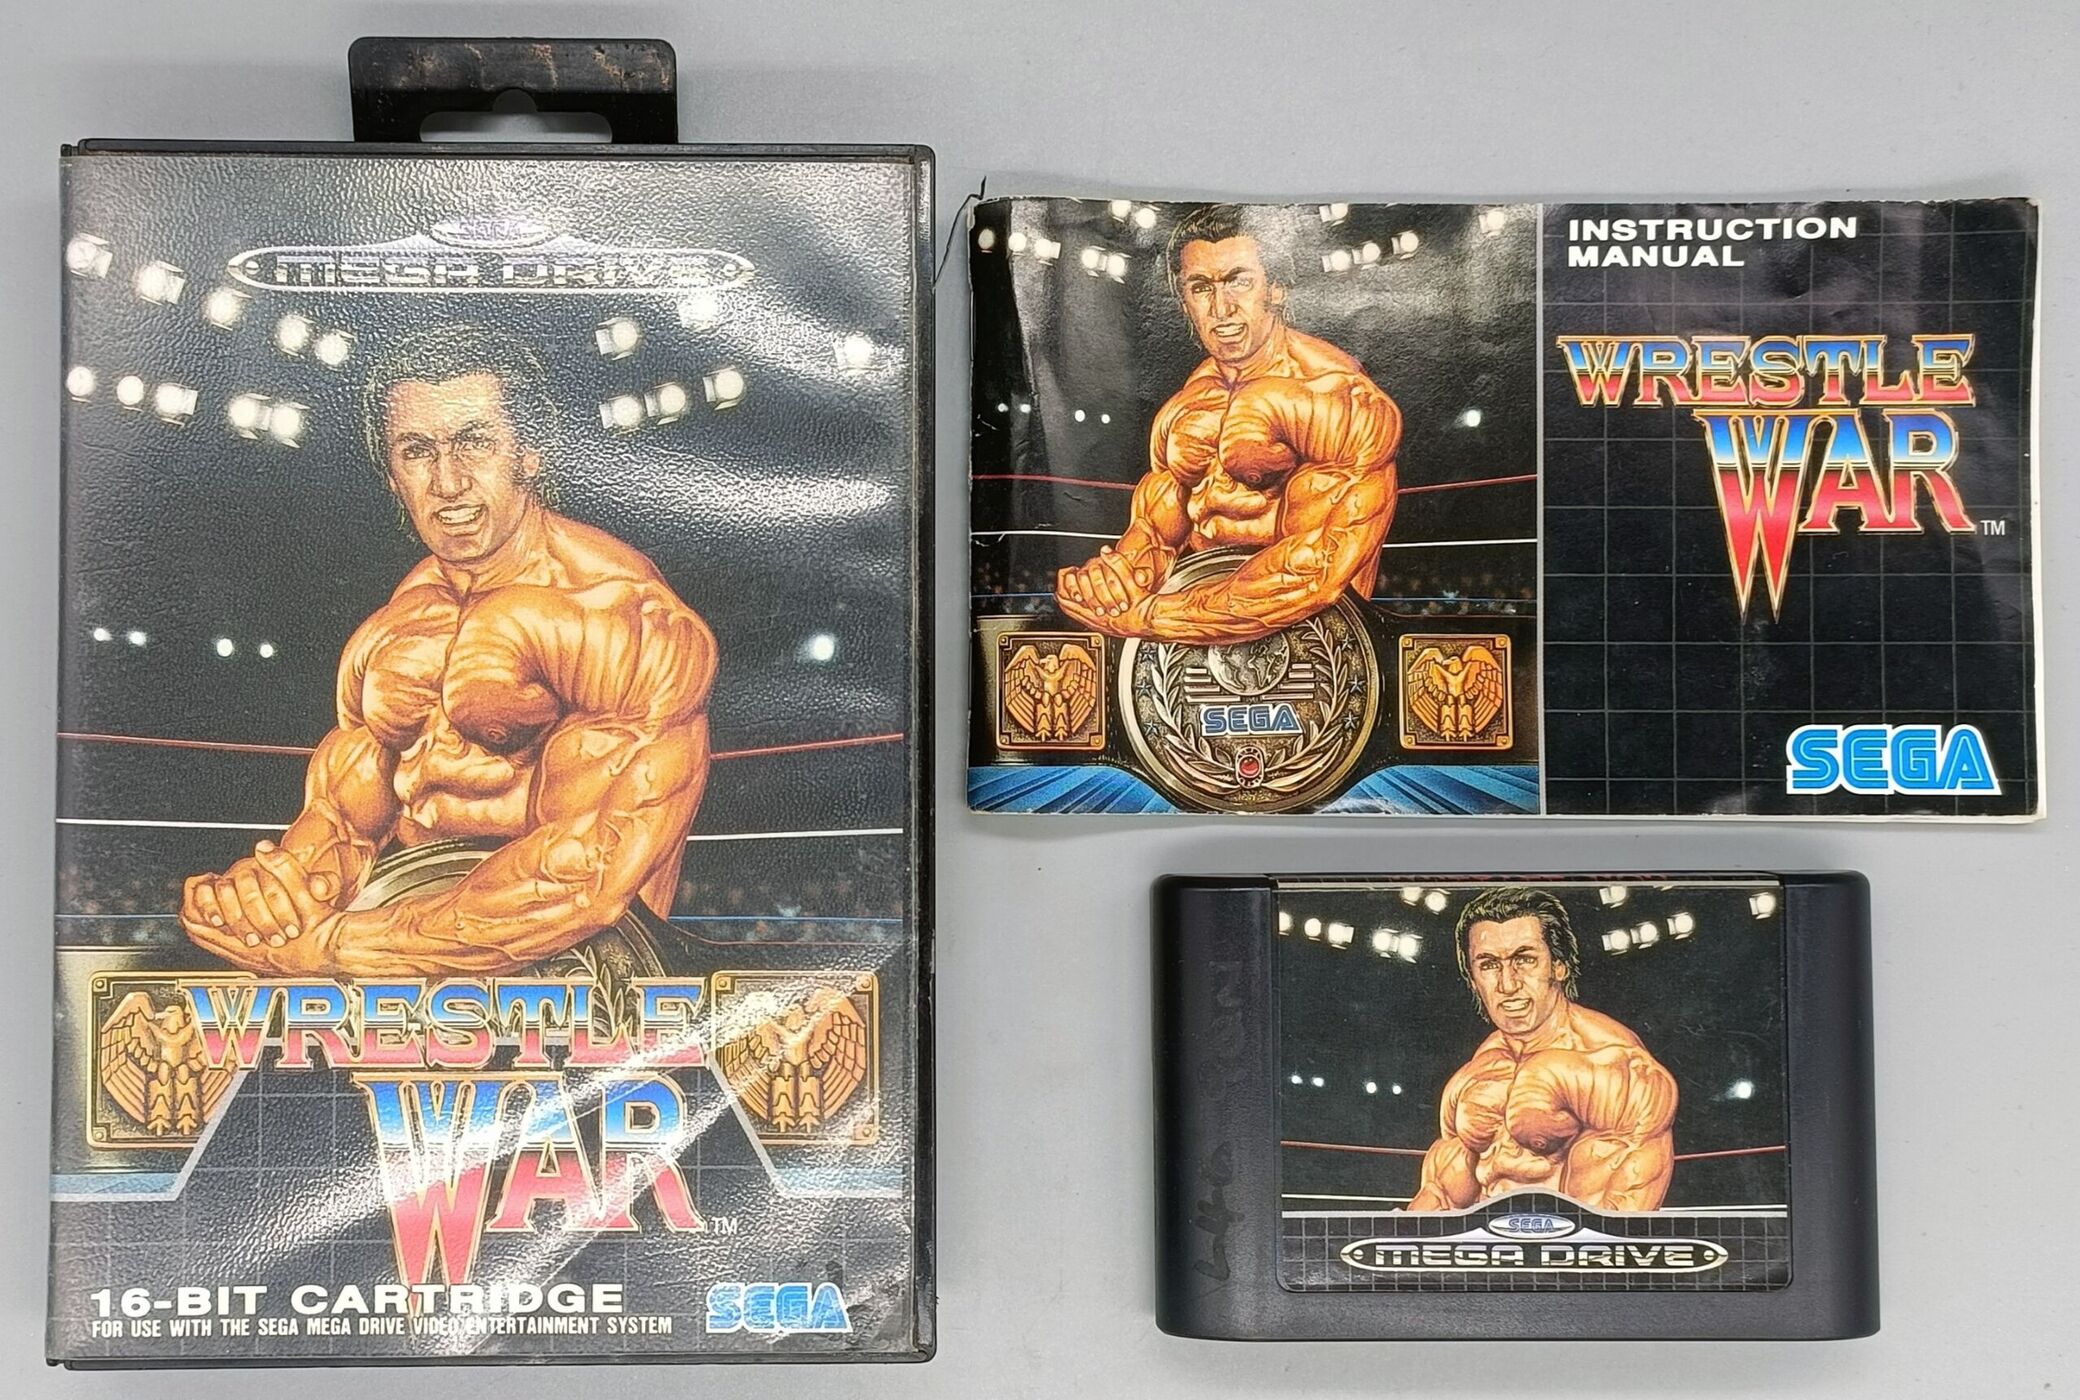 SEGA
MEGA DRIVE
WRESTLE
WAR
TM
16-BIT CARTRIDGE
FOR USE WITH THE SEGA MEGA DRIVE VIDEO ENTERTAINMENT SYSTEM
SEGA
INSTRUCTION
MANUAL
WRESTLE
WAR
TM
SEGA
SEGA
SEGA
MEGA DRIVE